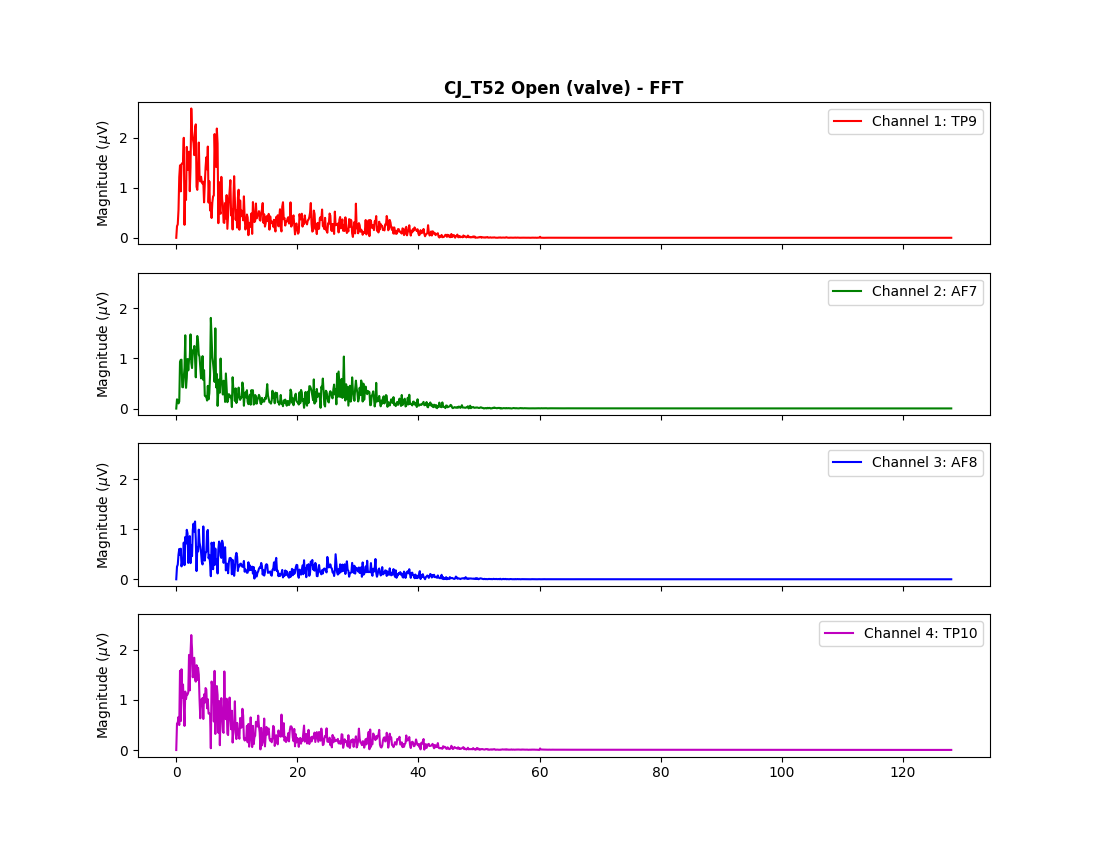 CJ_T52 Open (valve) - FFT
Magnitude (μV)
2
1
0
Channel 1: TP9
Magnitude (μV)
2
1
0
Channel 2: AF7
Magnitude (μV)
2
1
0
Channel 3: AF8
Magnitude (μV)
2
1
0
Channel 4: TP10
0 20 40 60 80 100 120